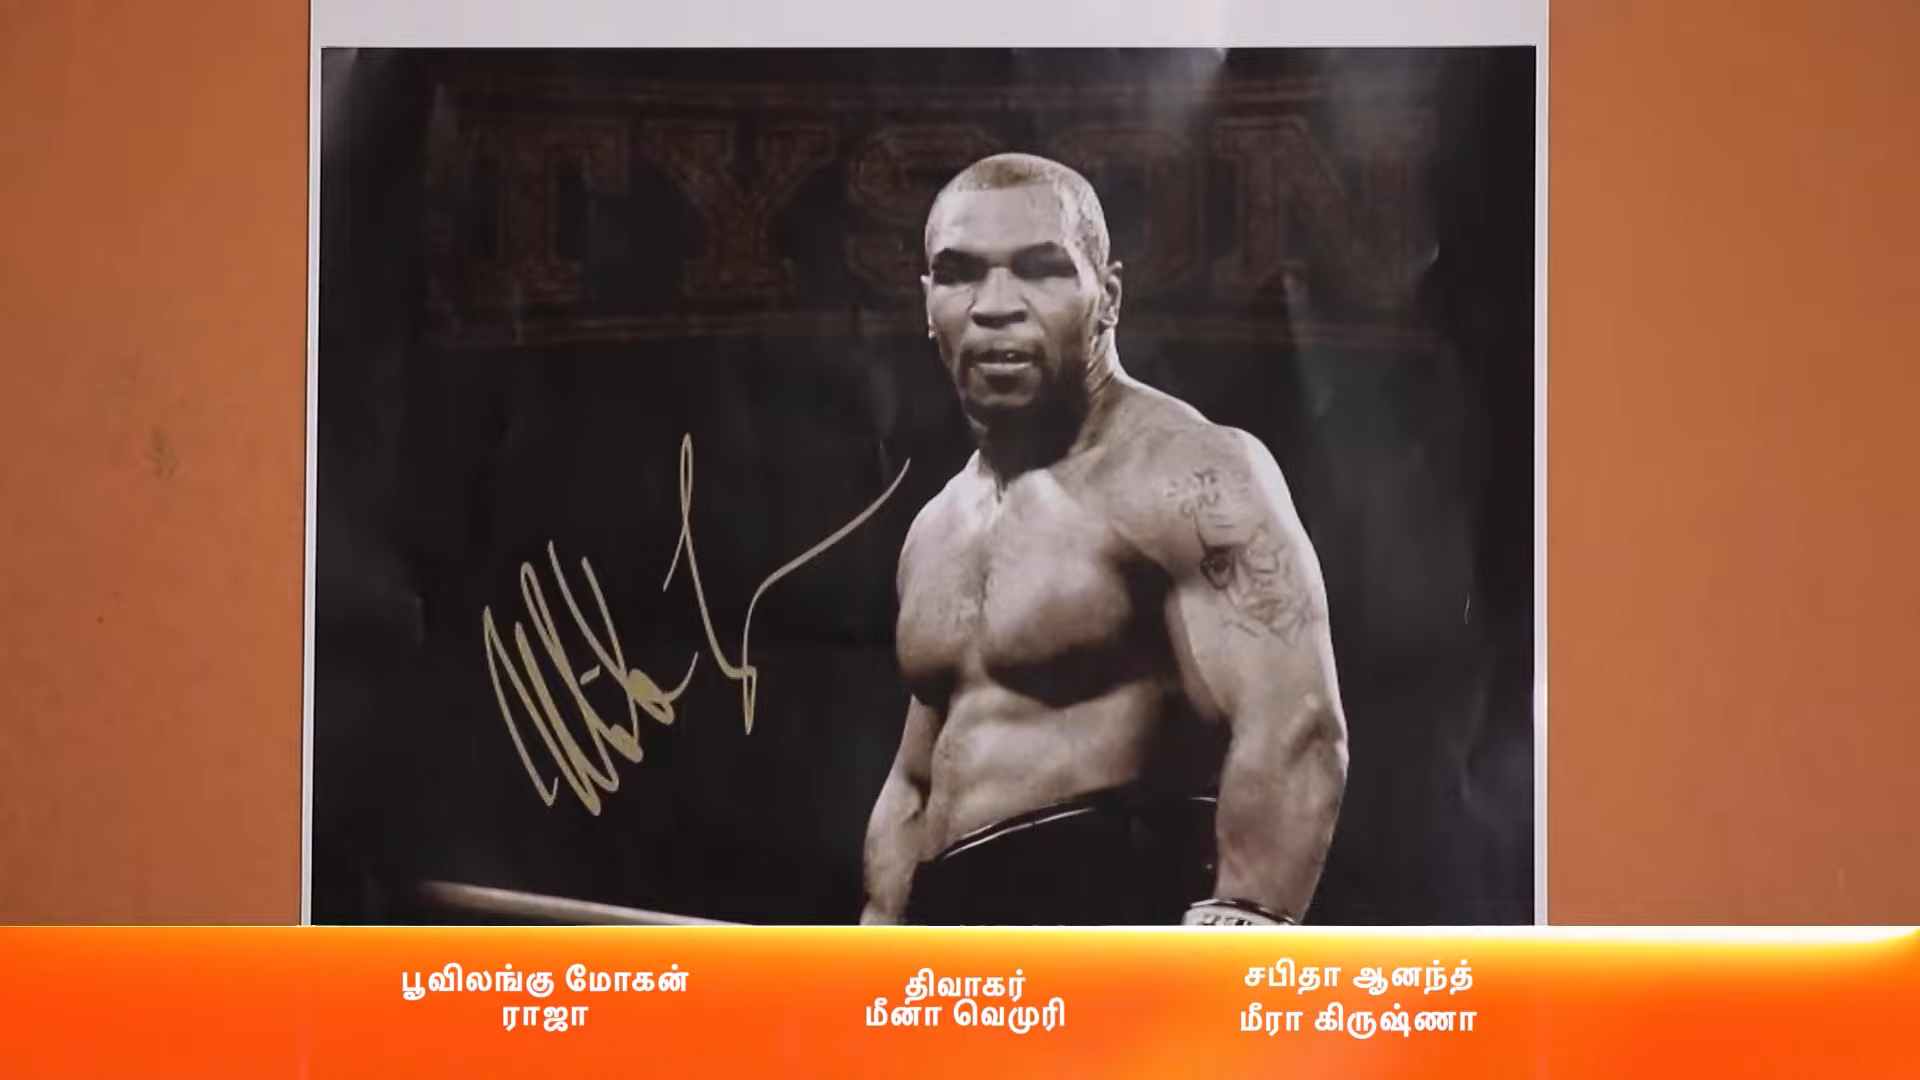 TYSON
பூவிலங்கு மோகன்
ராஜா
திவாகர்
மீனா வெமுரி
சபிதா ஆனந்த்
மீரா கிருஷ்ணா